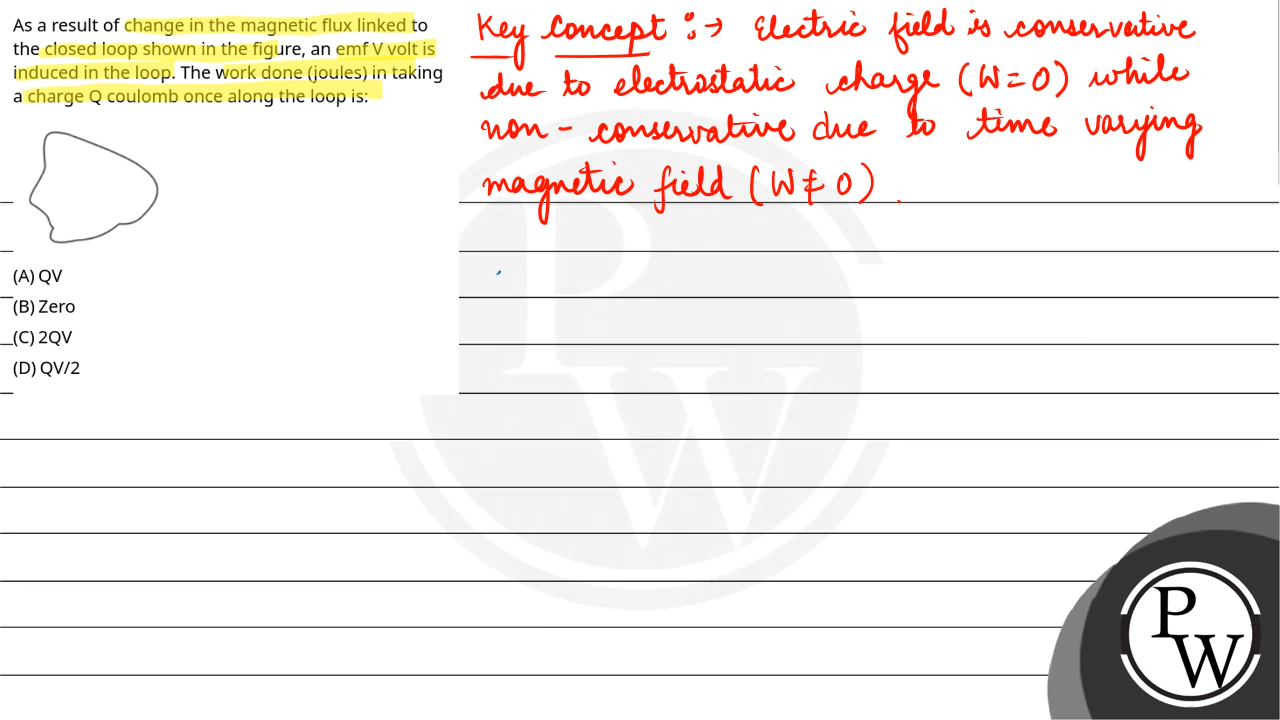 As a result of change in the magnetic flux linked to
the closed loop shown in the figure, an emf V volt is
induced in the loop. The work done (joules) in taking
a charge Q coulomb once along the loop is:
(A) QV
(B) Zero
(C) 2QV
(D) QV/2
Key concept :→ Electric field is conservative
due to electrostatic charge (W=0) while
non-conservative due to time varying
magnetic field (W≠0).
P
W
P
W